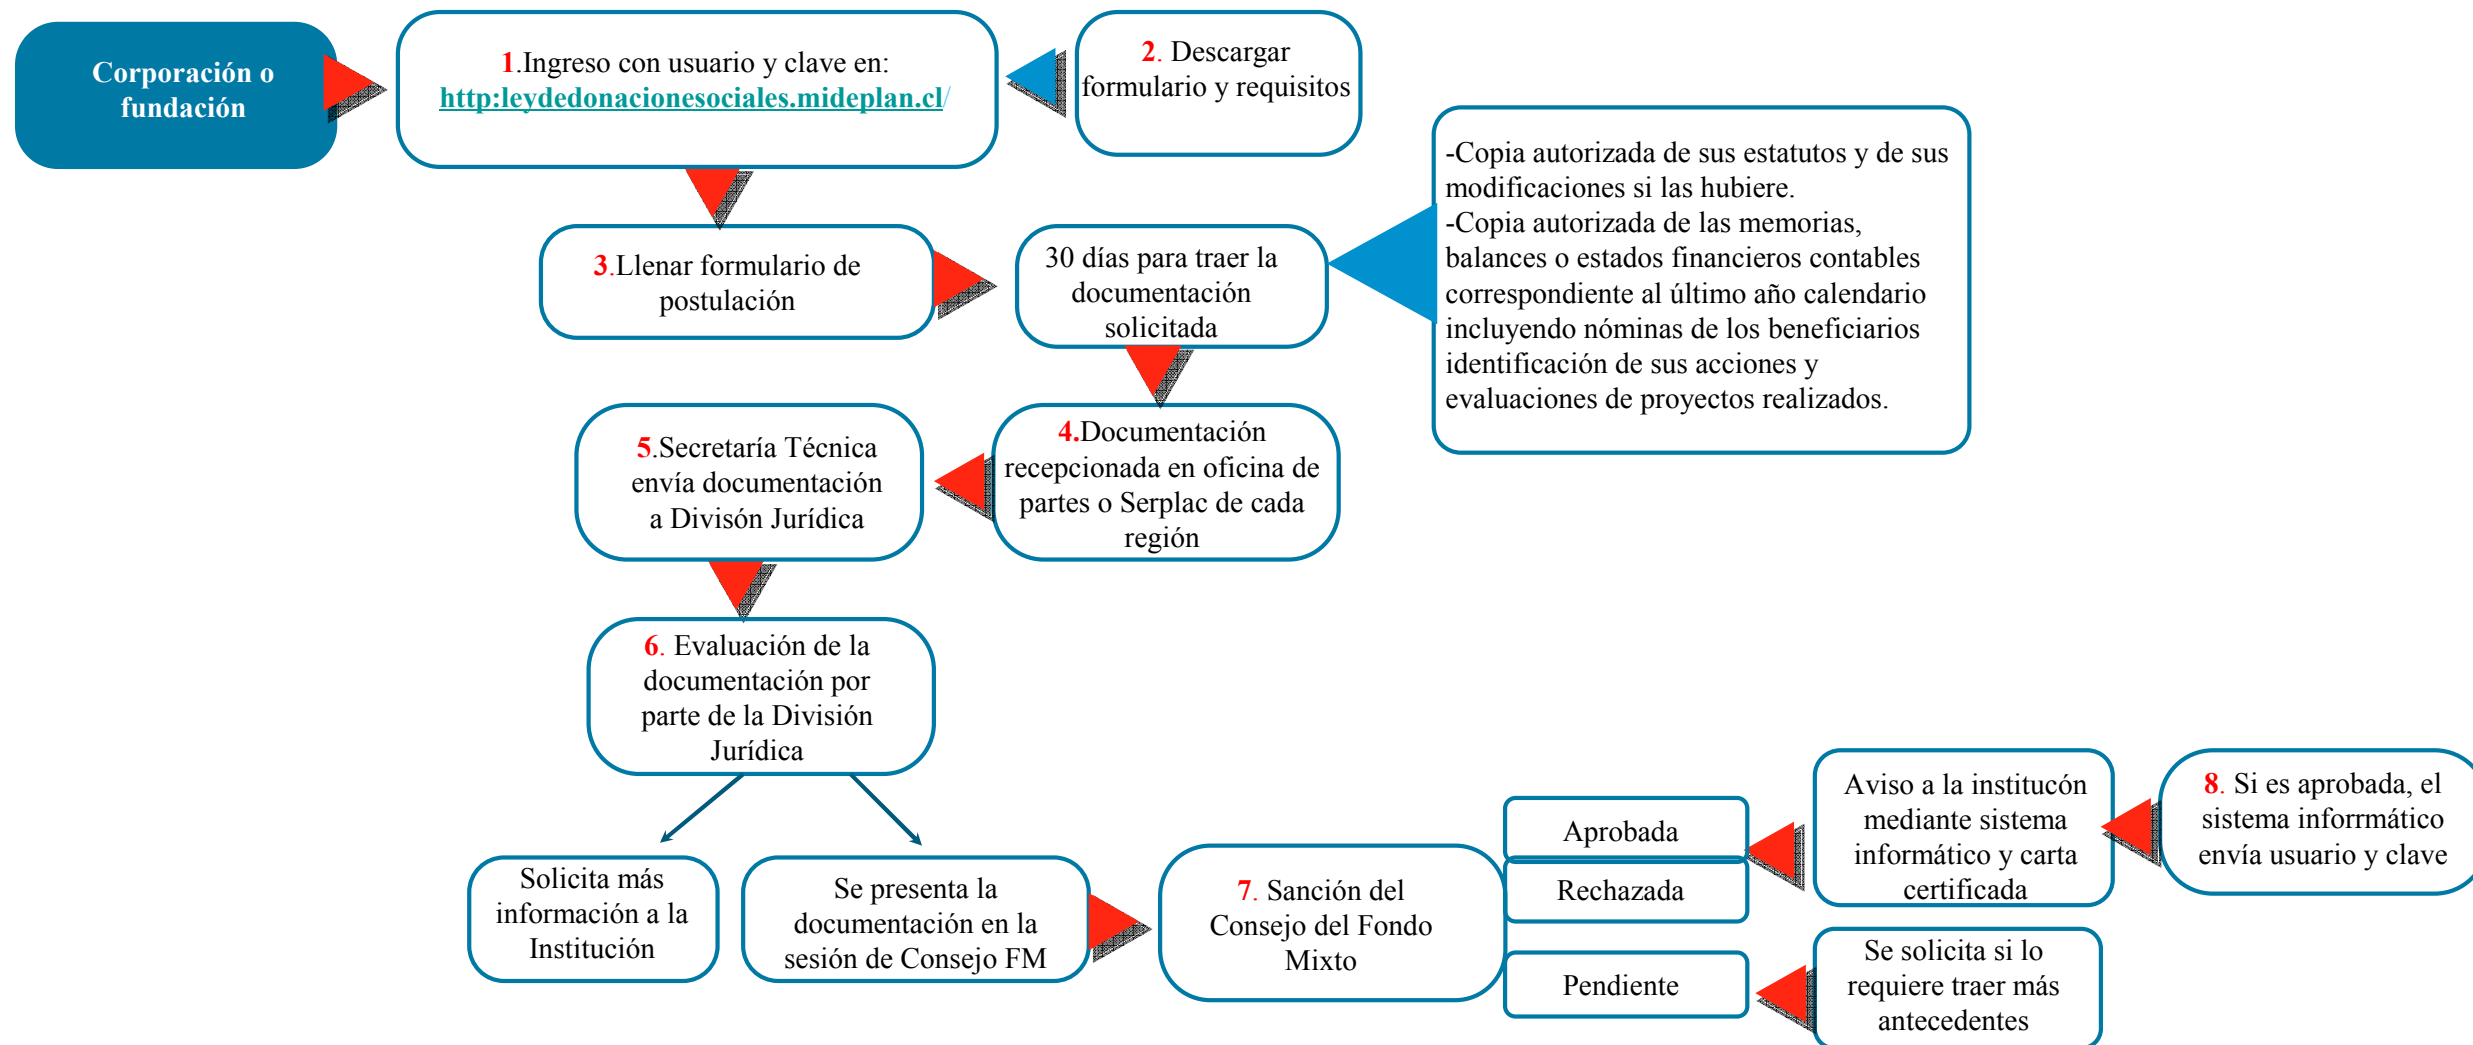 Corporación o
fundación
1.Ingreso con usuario y clave en:
http:leydedonacionesociales.mideplan.cl/
2. Descargar
formulario y requisitos
-Copia autorizada de sus estatutos y de sus
modificaciones si las hubiere.
-Copia autorizada de las memorias,
balances o estados financieros contables
correspondiente al último año calendario
incluyendo nóminas de los beneficiarios
identificación de sus acciones y
evaluaciones de proyectos realizados.
3.Llenar formulario de
postulación
30 días para traer la
documentación
solicitada
4.Documentación
recepcionada en oficina de
partes o Serplac de cada
región
5.Secretaría Técnica
envía documentación
a Divisón Jurídica
6. Evaluación de la
documentación por
parte de la División
Jurídica
Solicita más
información a la
Institución
Se presenta la
documentación en la
sesión de Consejo FM
7. Sanción del
Consejo del Fondo
Mixto
Aprobada
Rechazada
Pendiente
Aviso a la institucón
mediante sistema
informático y carta
certificada
8. Si es aprobada, el
sistema inforrmático
envía usuario y clave
Se solicita si lo
requiere traer más
antecedentes